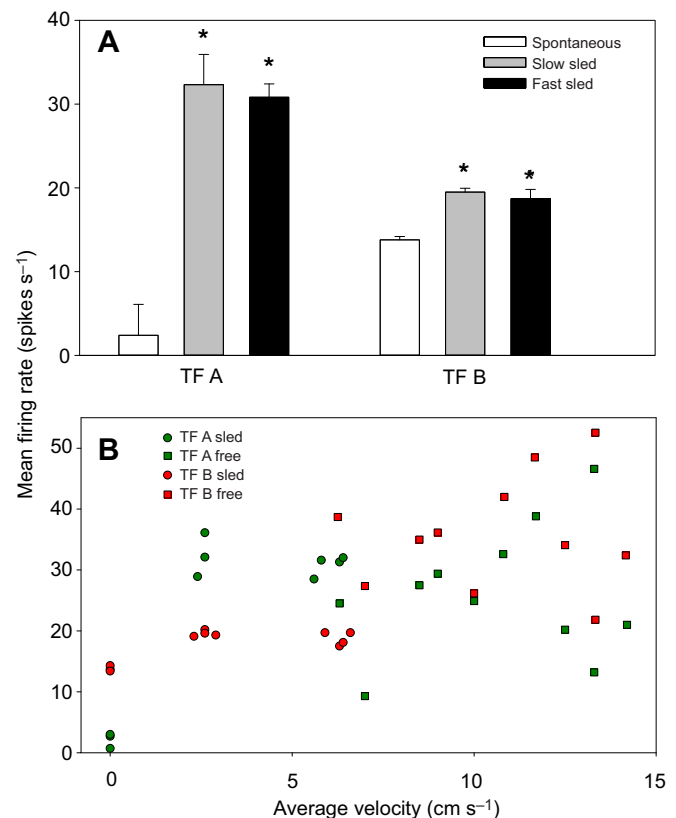 A
40
30
20
10
0
Spontaneous
Slow sled
Fast sled
*
*
*
*
TF A
TF B
Mean firing rate (spikes s⁻¹)
B
50
40
30
20
10
0
TF A sled
TF A free
TF B sled
TF B free
0
5
10
15
Average velocity (cm s⁻¹)